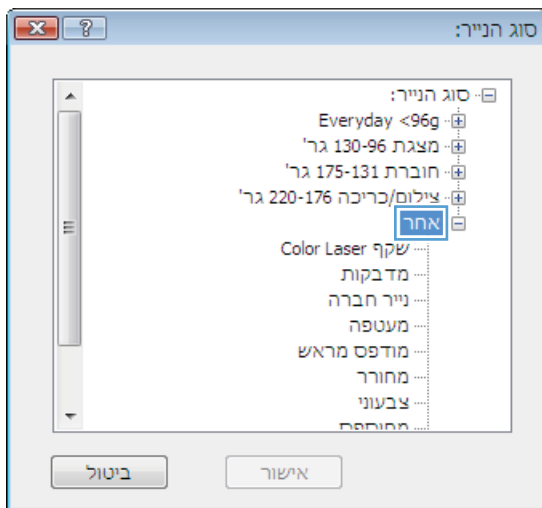 סוג הנייר:
סוג הנייר:
Everyday <96g
מצגת 130-96 גר'
חוברת 175-131 גר'
צילום/כריכה 220-176 גר'
אחר
שקף Color Laser
מדבקות
נייר חברה
מעטפה
מודפס מראש
מחורר
צבעוני
אישור
ביטול